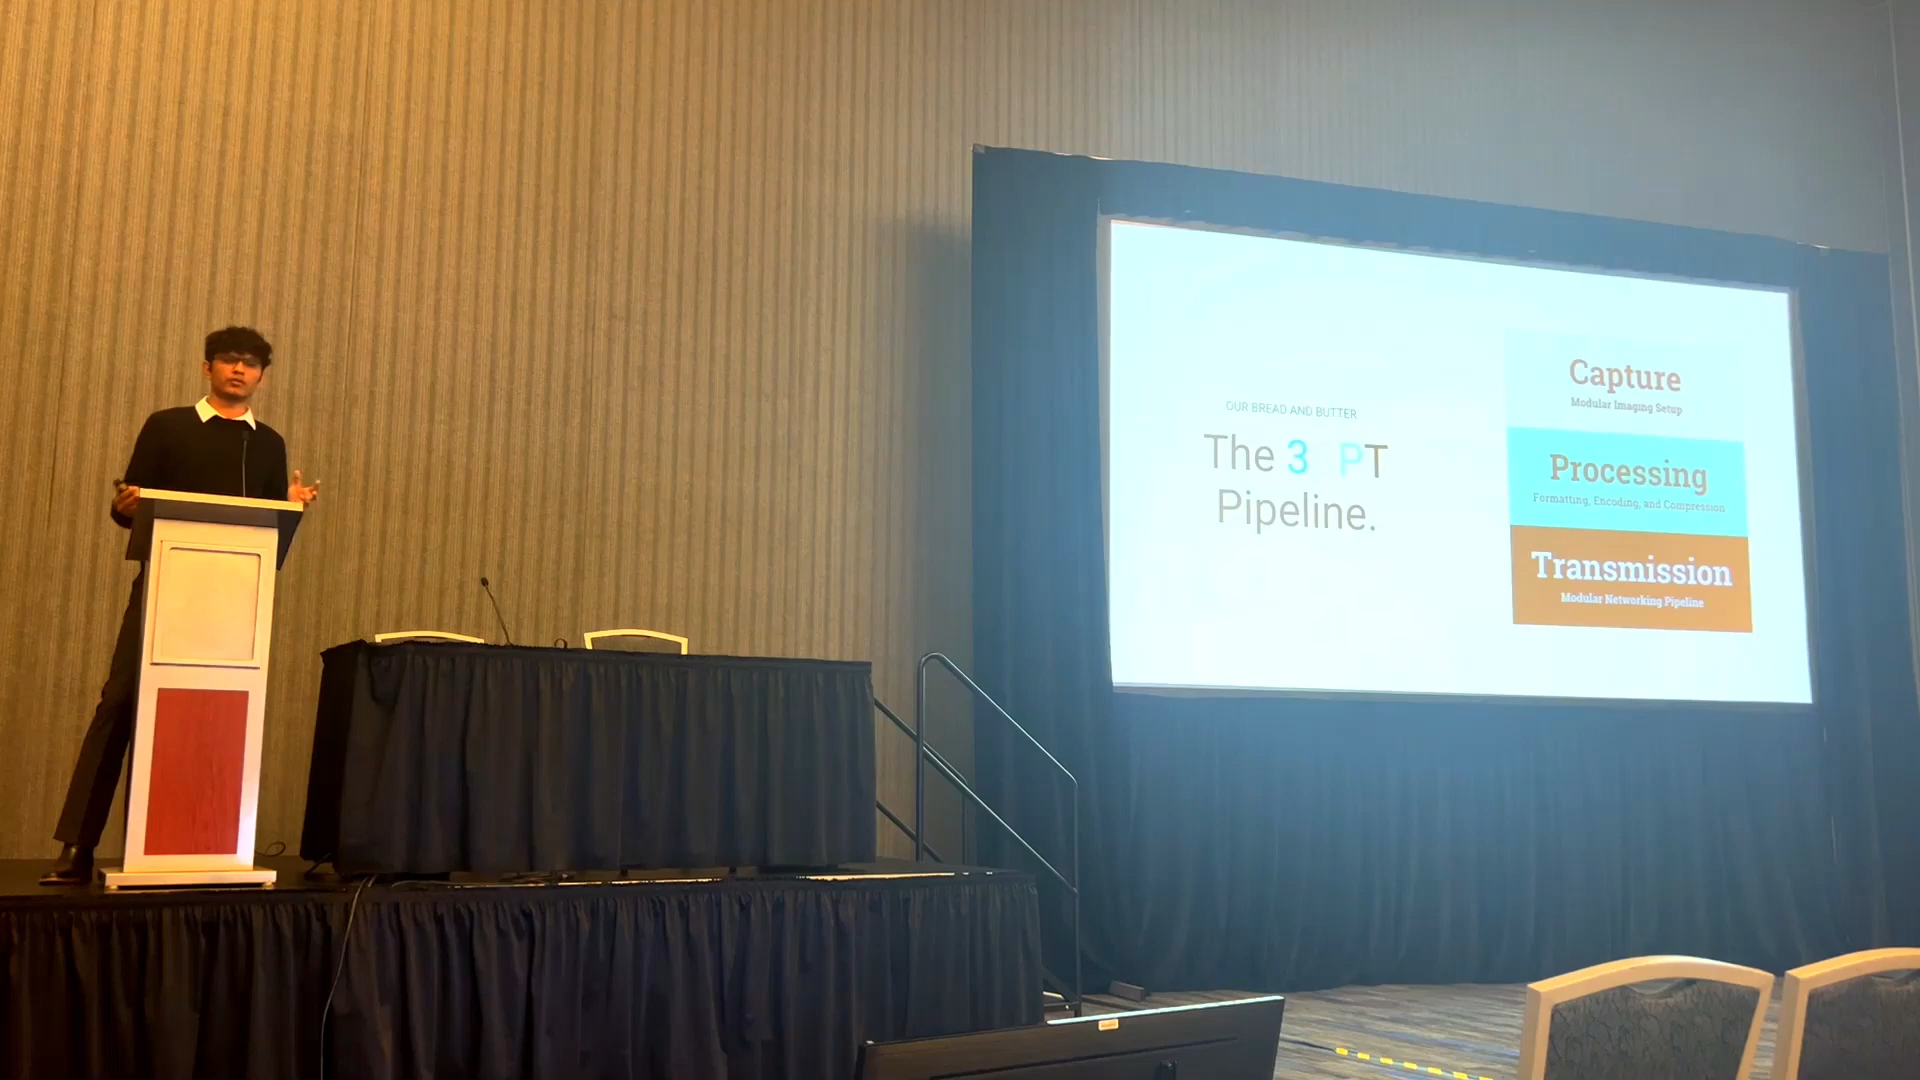 OUR BREAD AND BUTTER
The 3 PT
Pipeline.
Capture
Modular Imaging Setup
Processing
Formatting, Encoding, and Compression
Transmission
Modular Networking Pipeline